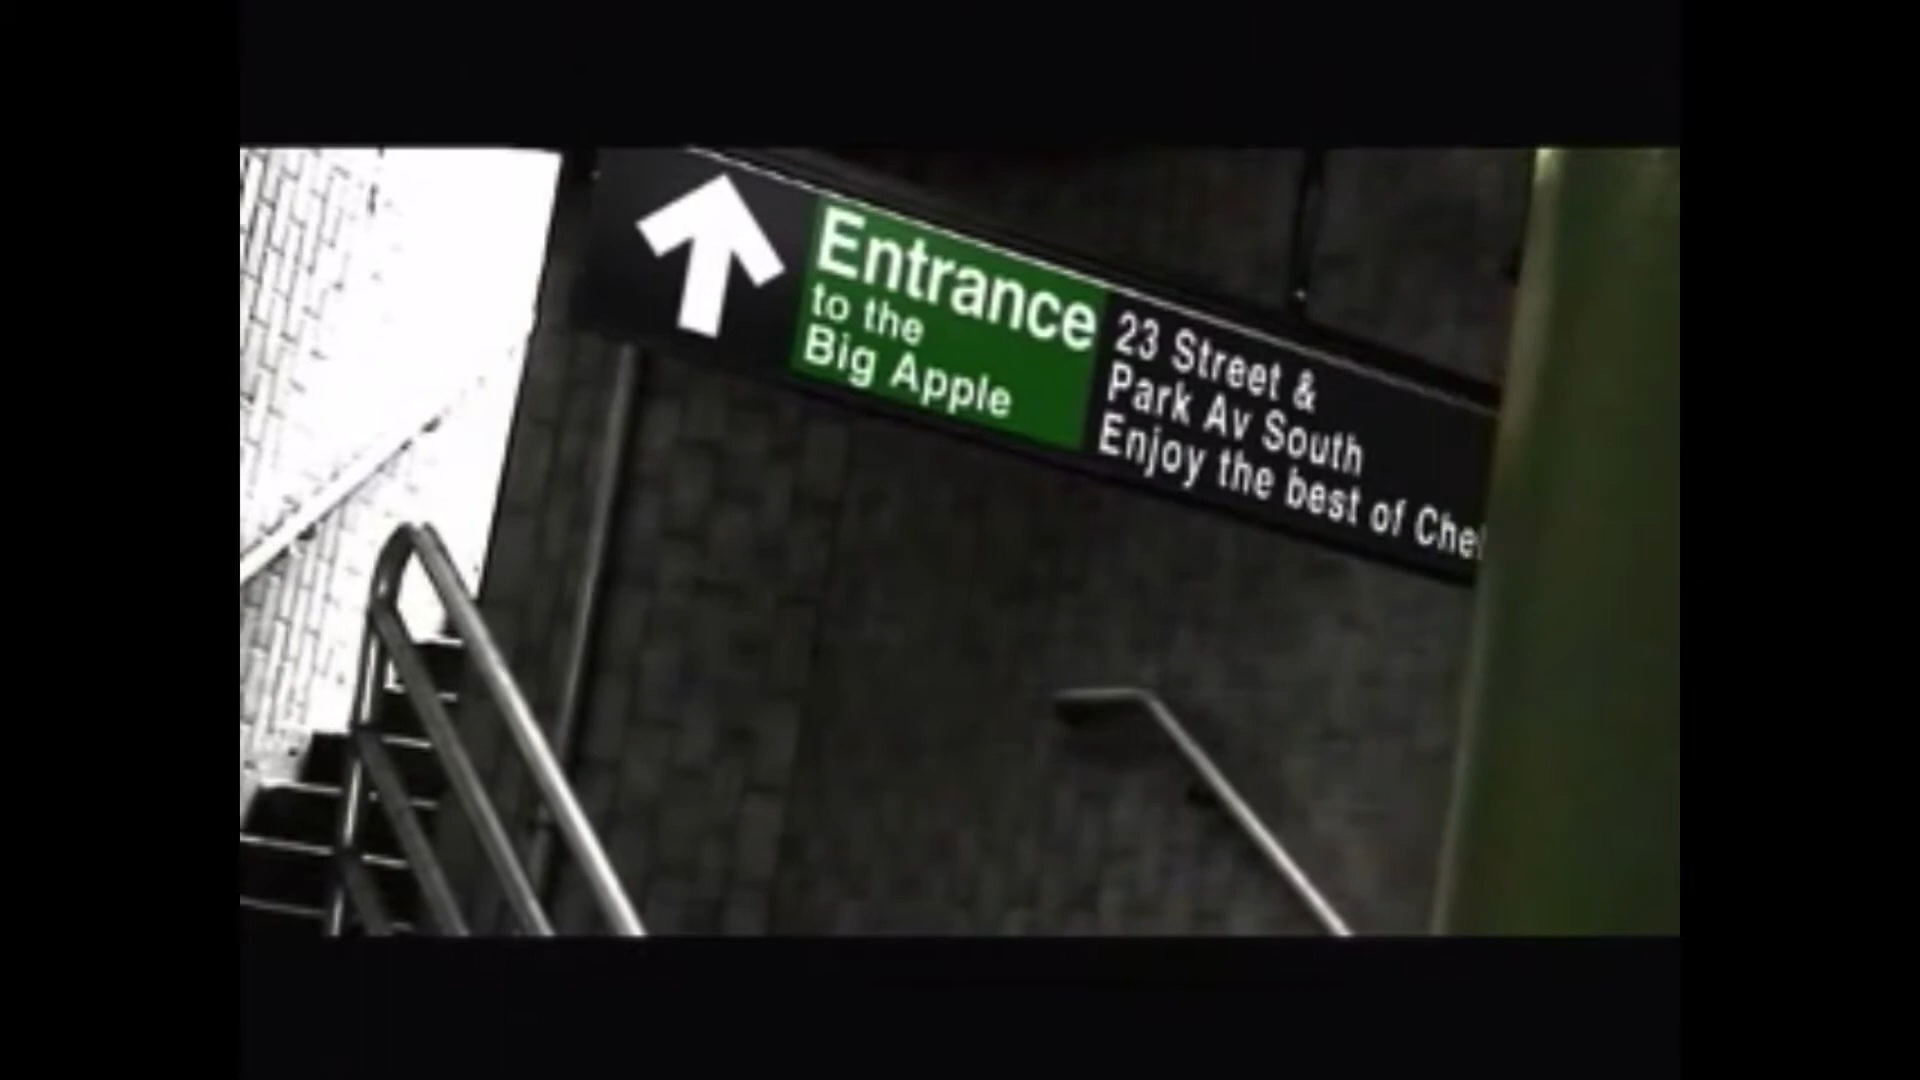 Entrance
to the
Big Apple
23 Street &
Park Av South
Enjoy the best of